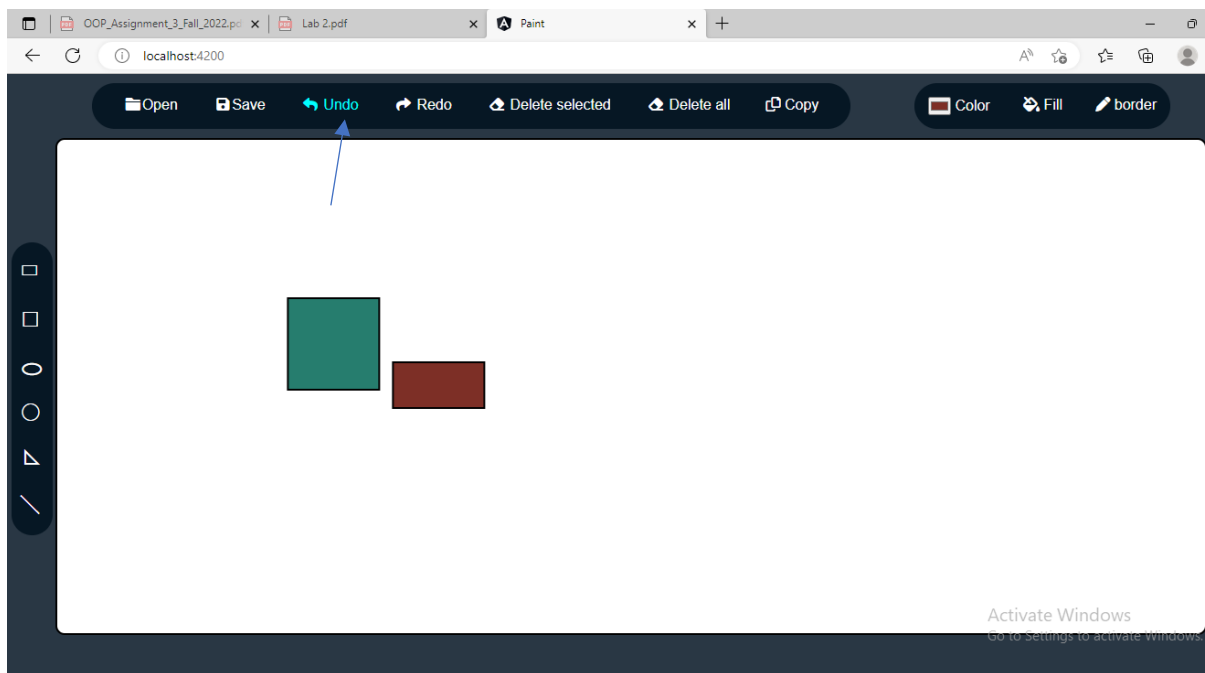 OOP_Assignment_3_Fall_2022.pd
Lab 2.pdf
Paint
localhost:4200
Open Save Undo Redo Delete selected Delete all Copy Color Fill border
Activate Windows
Go to Settings to activate Windows.